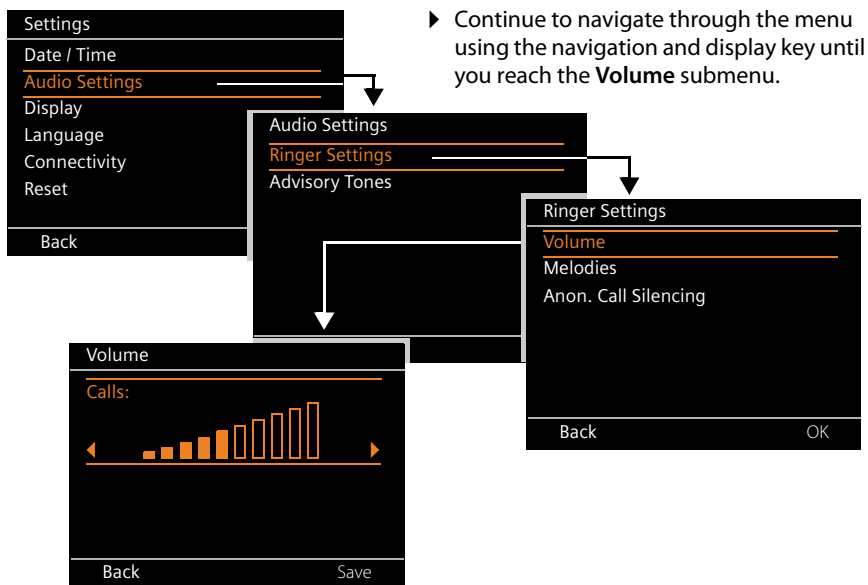 ▶ Continue to navigate through the menu
using the navigation and display key until
you reach the Volume submenu.
Settings
Date / Time
Audio Settings
Display
Language
Connectivity
Reset
Back
Audio Settings
Ringer Settings
Advisory Tones
Ringer Settings
Volume
Melodies
Anon. Call Silencing
Back OK
Volume
Calls:
Back Save